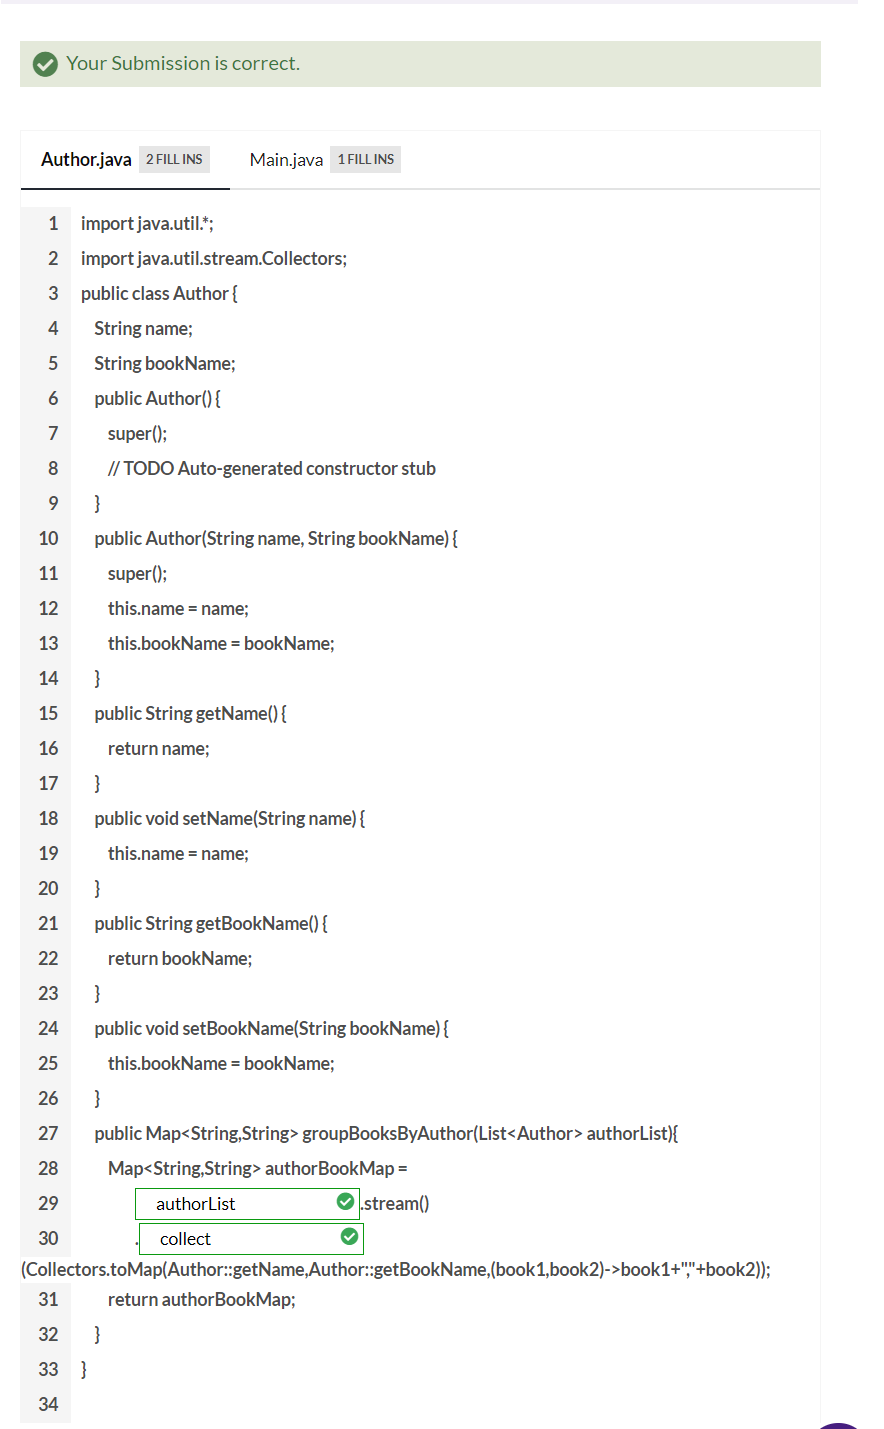 Your Submission is correct.
Author.java 2 FILL INS Main.java 1 FILL INS
1 import java.util.*;
2 import java.util.stream.Collectors;
3 public class Author {
4 String name;
5 String bookName;
6 public Author() {
7 super();
8 // TODO Auto-generated constructor stub
9 }
10 public Author(String name, String bookName) {
11 super();
12 this.name = name;
13 this.bookName = bookName;
14 }
15 public String getName() {
16 return name;
17 }
18 public void setName(String name) {
19 this.name = name;
20 }
21 public String getBookName() {
22 return bookName;
23 }
24 public void setBookName(String bookName) {
25 this.bookName = bookName;
26 }
27 public Map<String,String> groupBooksByAuthor(List<Author> authorList){
28 Map<String,String> authorBookMap =
29 authorList .stream()
30 . collect
(Collectors.toMap(Author::getName,Author::getBookName,(book1,book2)->book1+","+book2));
31 return authorBookMap;
32 }
33 }
34